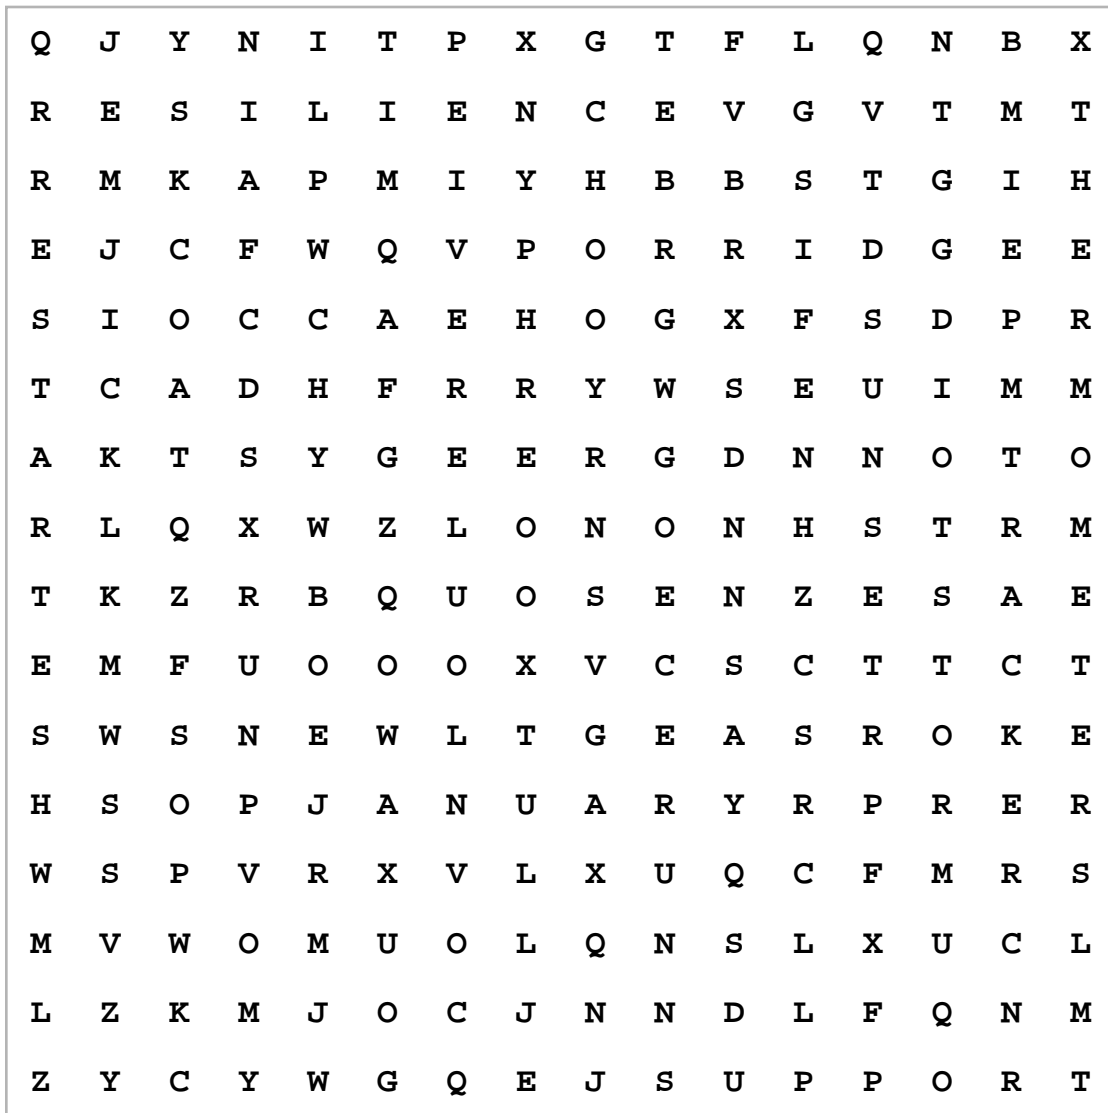 Q J Y N I T P X G T F L Q N B X
R E S I L I E N C E V G V T M T
R M K A P M I Y H B B S T G I H
E J C F W Q V P O R R I D G E E
S I O C C A E H O G X F S D P R
T C A D H F R R Y W S E U I M M
A K T S Y G E E R G D N N O T O
R L Q X W Z L O N O N H S T R M
T K Z R B Q U O S E N Z E S A E
E M F U O O O X V C S C T T C T
S W S N E W L T G E A S R O K E
H S O P J A N U A R Y R P R E R
W S P V R X V L X U Q C F M R S
M V W O M U O L Q N S L X U C L
L Z K M J O C J N N D L F Q N M
Z Y C Y W G Q E J S U P P O R T